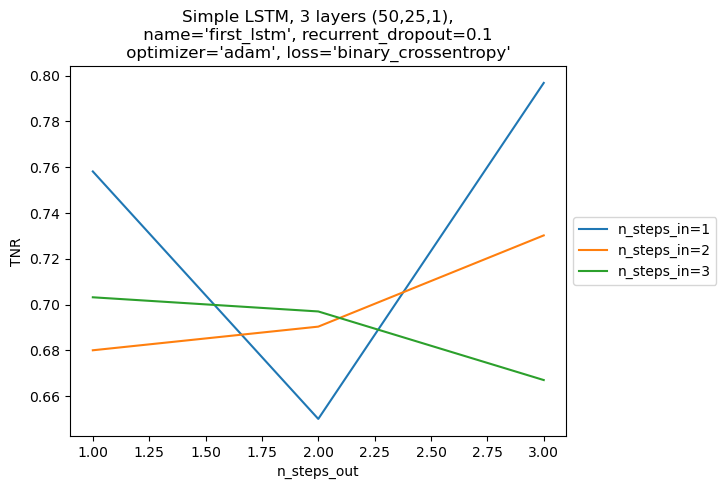 Simple LSTM, 3 layers (50,25,1),
name='first_lstm', recurrent_dropout=0.1
optimizer='adam', loss='binary_crossentropy'
0.80
0.78
0.76
0.74
0.72
0.70
0.68
0.66
TNR
n_steps_in=1
n_steps_in=2
n_steps_in=3
1.00 1.25 1.50 1.75 2.00 2.25 2.50 2.75 3.00
n_steps_out